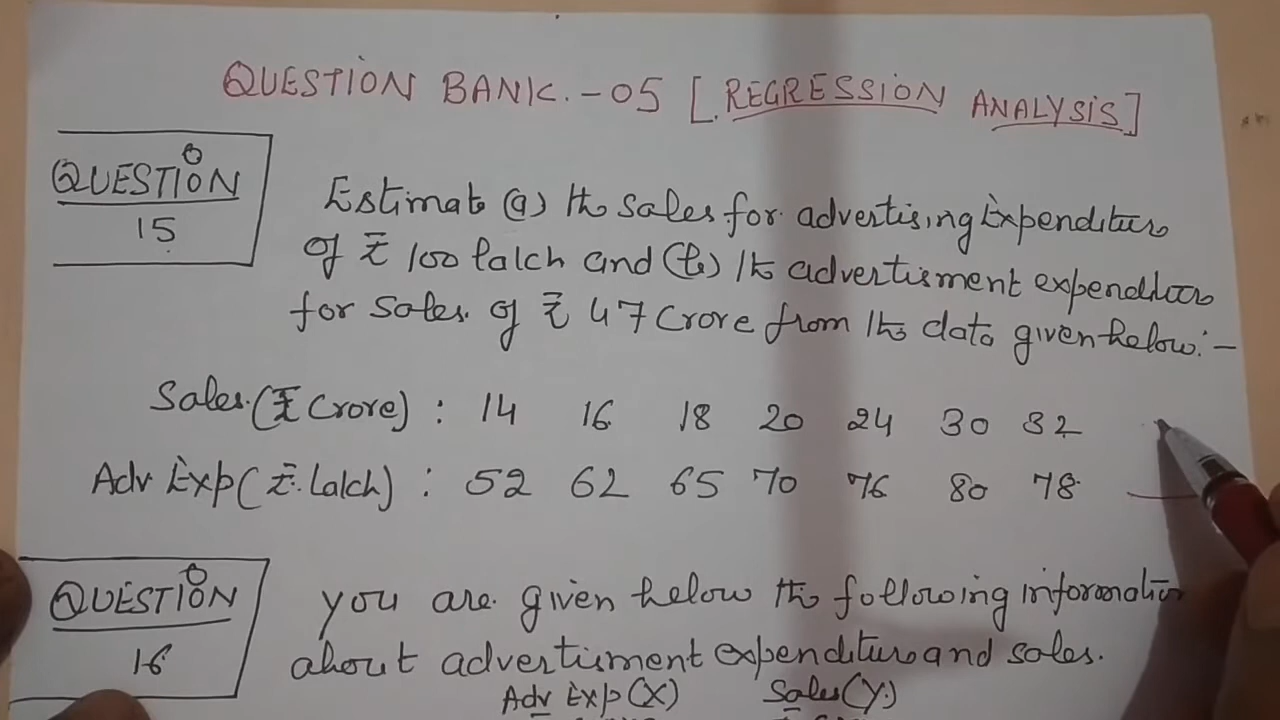 QUESTION BANK.-05 [REGRESSION ANALYSIS]
QUESTION
15
Estimate (a) the sales for advertising Expenditure
of ₹ 100 lakh and (b) the advertisment expenditure
for sales. of ₹ 47 Crore from the data given below:-
Sales.(₹ Crore) : 14 16 18 20 24 30 32
Adv Exp(₹. lakh) : 52 62 65 70 76 80 78
QUESTION
16
you are given below the following information
about advertisment expenditure and sales.
Adv Exp(X) Sales(Y)